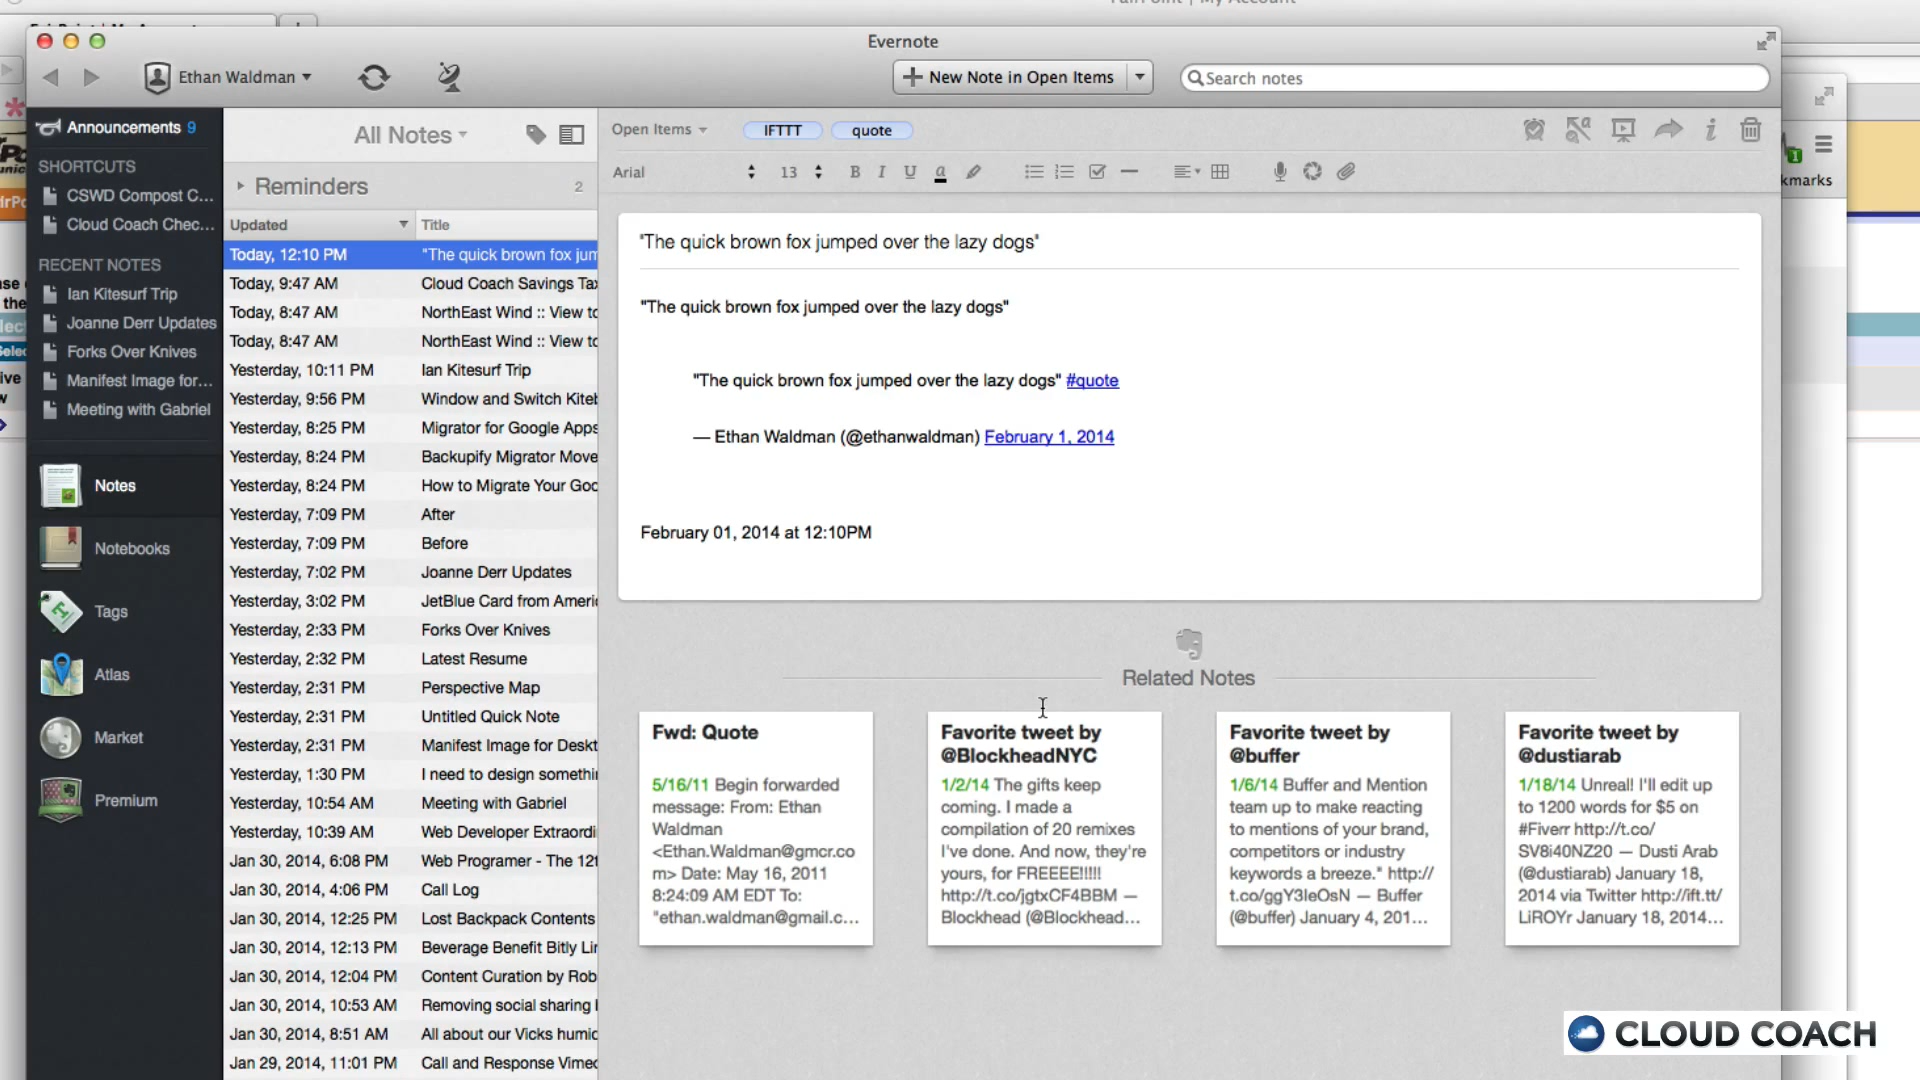 Evernote
Ethan Waldman
New Note in Open Items
Search notes
Announcements 9
SHORTCUTS
CSWD Compost C...
Cloud Coach Chec...
RECENT NOTES
Ian Kitesurf Trip
Joanne Derr Updates
Forks Over Knives
Manifest Image for...
Meeting with Gabriel
Notes
Notebooks
Tags
Atlas
Market
Premium
All Notes
Reminders 2
Updated Title
Today, 12:10 PM "The quick brown fox jum
Today, 9:47 AM Cloud Coach Savings Tax
Today, 8:47 AM NorthEast Wind :: View to
Today, 8:47 AM NorthEast Wind :: View to
Yesterday, 10:11 PM Ian Kitesurf Trip
Yesterday, 9:56 PM Window and Switch Kiteb
Yesterday, 8:25 PM Migrator for Google Apps
Yesterday, 8:24 PM Backupify Migrator Move
Yesterday, 8:24 PM How to Migrate Your Goo
Yesterday, 7:09 PM After
Yesterday, 7:09 PM Before
Yesterday, 7:02 PM Joanne Derr Updates
Yesterday, 3:02 PM JetBlue Card from Americ
Yesterday, 2:33 PM Forks Over Knives
Yesterday, 2:32 PM Latest Resume
Yesterday, 2:31 PM Perspective Map
Yesterday, 2:31 PM Untitled Quick Note
Yesterday, 2:31 PM Manifest Image for Deskt
Yesterday, 1:30 PM I need to design somethi
Yesterday, 10:54 AM Meeting with Gabriel
Yesterday, 10:39 AM Web Developer Extraordi
Jan 30, 2014, 6:08 PM Web Programer - The 12t
Jan 30, 2014, 4:06 PM Call Log
Jan 30, 2014, 12:25 PM Lost Backpack Contents
Jan 30, 2014, 12:13 PM Beverage Benefit Bitly Lin
Jan 30, 2014, 12:04 PM Content Curation by Rob
Jan 30, 2014, 10:53 AM Removing social sharing
Jan 30, 2014, 8:51 AM All about our Vicks humid
Jan 29, 2014, 11:01 PM Call and Response Vimeo
Open Items IFTTT quote
Arial 13 B I U a
"The quick brown fox jumped over the lazy dogs"
"The quick brown fox jumped over the lazy dogs"
"The quick brown fox jumped over the lazy dogs" #quote
— Ethan Waldman (@ethanwaldman) February 1, 2014
February 01, 2014 at 12:10PM
Related Notes
Fwd: Quote
5/16/11 Begin forwarded
message: From: Ethan
Waldman
<Ethan.Waldman@gmcr.co
m> Date: May 16, 2011
8:24:09 AM EDT To:
"ethan.waldman@gmail.c...
Favorite tweet by
@BlockheadNYC
1/2/14 The gifts keep
coming. I made a
compilation of 20 remixes
I've done. And now, they're
yours, for FREEEE!!!!!
http://t.co/jgtxCF4BBM —
Blockhead (@Blockhead...
Favorite tweet by
@buffer
1/6/14 Buffer and Mention
team up to make reacting
to mentions of your brand,
competitors or industry
keywords a breeze." http://
t.co/ggY3IeOsN — Buffer
(@buffer) January 4, 201...
Favorite tweet by
@dustiarab
1/18/14 Unreal! I'll edit up
to 1200 words for $5 on
#Fiverr http://t.co/
SV8i40NZ20 — Dusti Arab
(@dustiarab) January 18,
2014 via Twitter http://ift.tt/
LiROYr January 18, 2014...
kmarks
CLOUD COACH